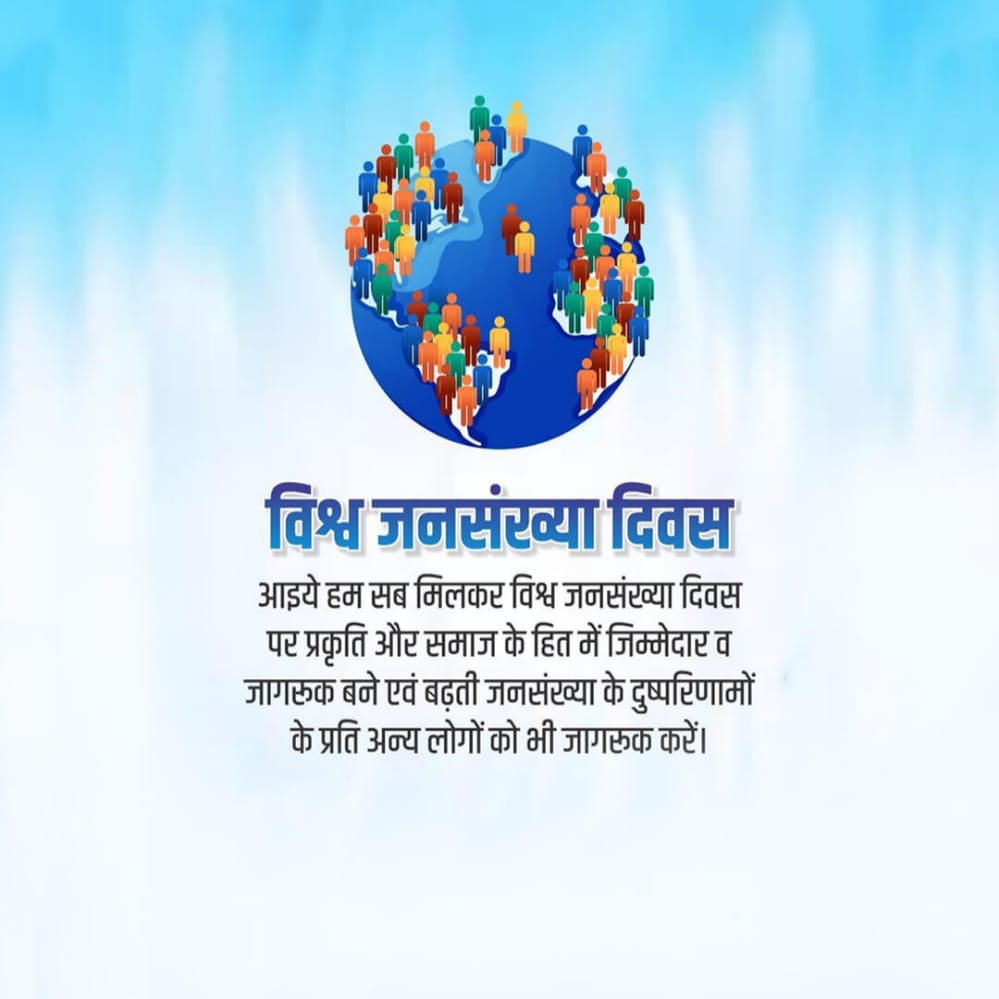 विश्व जनसंख्या दिवस
आइये हम सब मिलकर विश्व जनसंख्या दिवस
पर प्रकृति और समाज के हित में जिम्मेदार व
जागरूक बने एवं बढ़ती जनसंख्या के दुष्परिणामों
के प्रति अन्य लोगों को भी जागरूक करें।